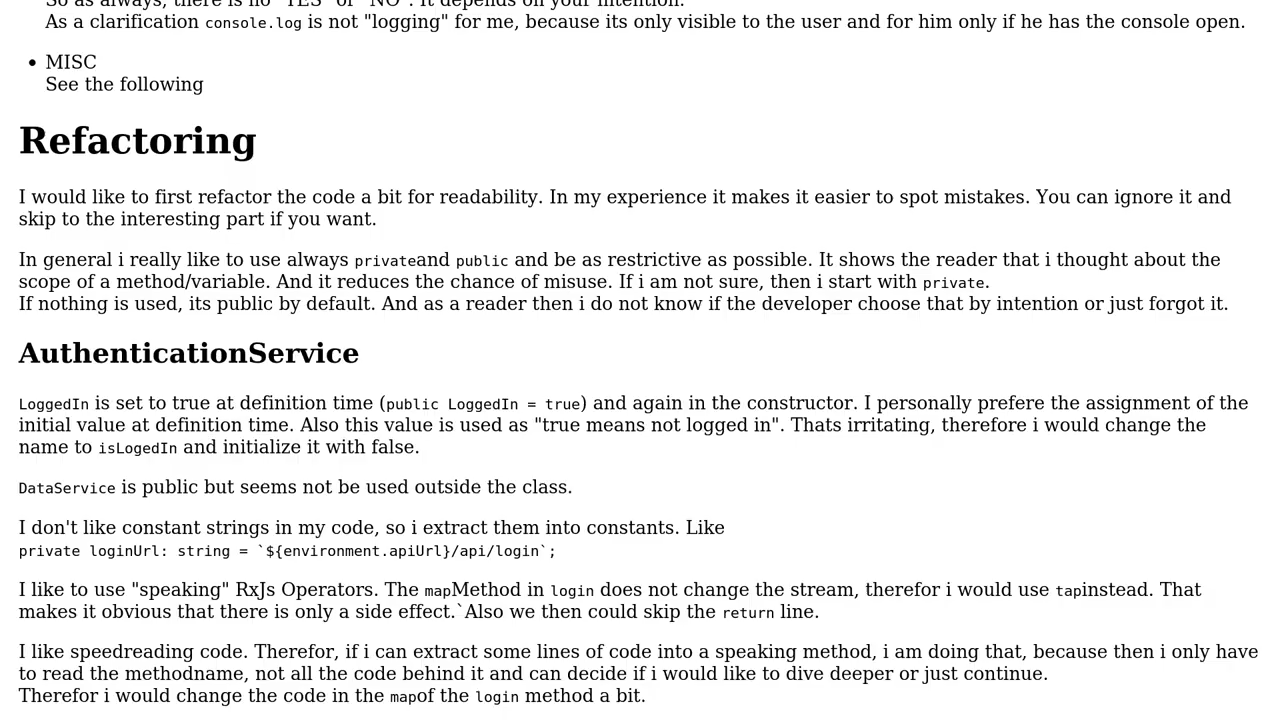 So as always, there is no "YES" or "NO". It depends on your intention.
As a clarification console.log is not "logging" for me, because its only visible to the user and for him only if he has the console open.
• MISC
See the following
Refactoring
I would like to first refactor the code a bit for readability. In my experience it makes it easier to spot mistakes. You can ignore it and
skip to the interesting part if you want.
In general i really like to use always privateand public and be as restrictive as possible. It shows the reader that i thought about the
scope of a method/variable. And it reduces the chance of misuse. If i am not sure, then i start with private.
If nothing is used, its public by default. And as a reader then i do not know if the developer choose that by intention or just forgot it.
AuthenticationService
LoggedIn is set to true at definition time (public LoggedIn = true) and again in the constructor. I personally prefere the assignment of the
initial value at definition time. Also this value is used as "true means not logged in". Thats irritating, therefore i would change the
name to isLogedIn and initialize it with false.
DataService is public but seems not be used outside the class.
I don't like constant strings in my code, so i extract them into constants. Like
private loginUrl: string = `${environment.apiUrl}/api/login`;
I like to use "speaking" RxJs Operators. The mapMethod in login does not change the stream, therefor i would use tapinstead. That
makes it obvious that there is only a side effect.`Also we then could skip the return line.
I like speedreading code. Therefor, if i can extract some lines of code into a speaking method, i am doing that, because then i only have
to read the methodname, not all the code behind it and can decide if i would like to dive deeper or just continue.
Therefor i would change the code in the mapof the login method a bit.